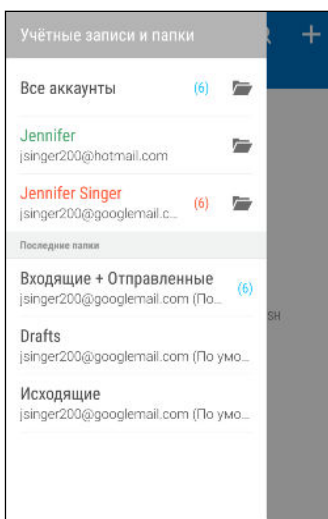 Учётные записи и папки
Все аккаунты (6)
Jennifer
jsinger200@hotmail.com
Jennifer Singer
jsinger200@googlemail.c... (6)
Последние папки
Входящие + Отправленные
jsinger200@googlemail.com (По... (6)
Drafts
jsinger200@googlemail.com (По умо...
Исходящие
jsinger200@googlemail.com (По умо...
SH